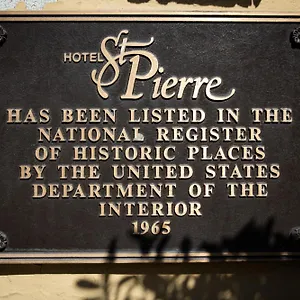 HOTEL St. Pierre
HAS BEEN LISTED IN THE
NATIONAL REGISTER
OF HISTORIC PLACES
BY THE UNITED STATES
DEPARTMENT OF THE
INTERIOR
1965